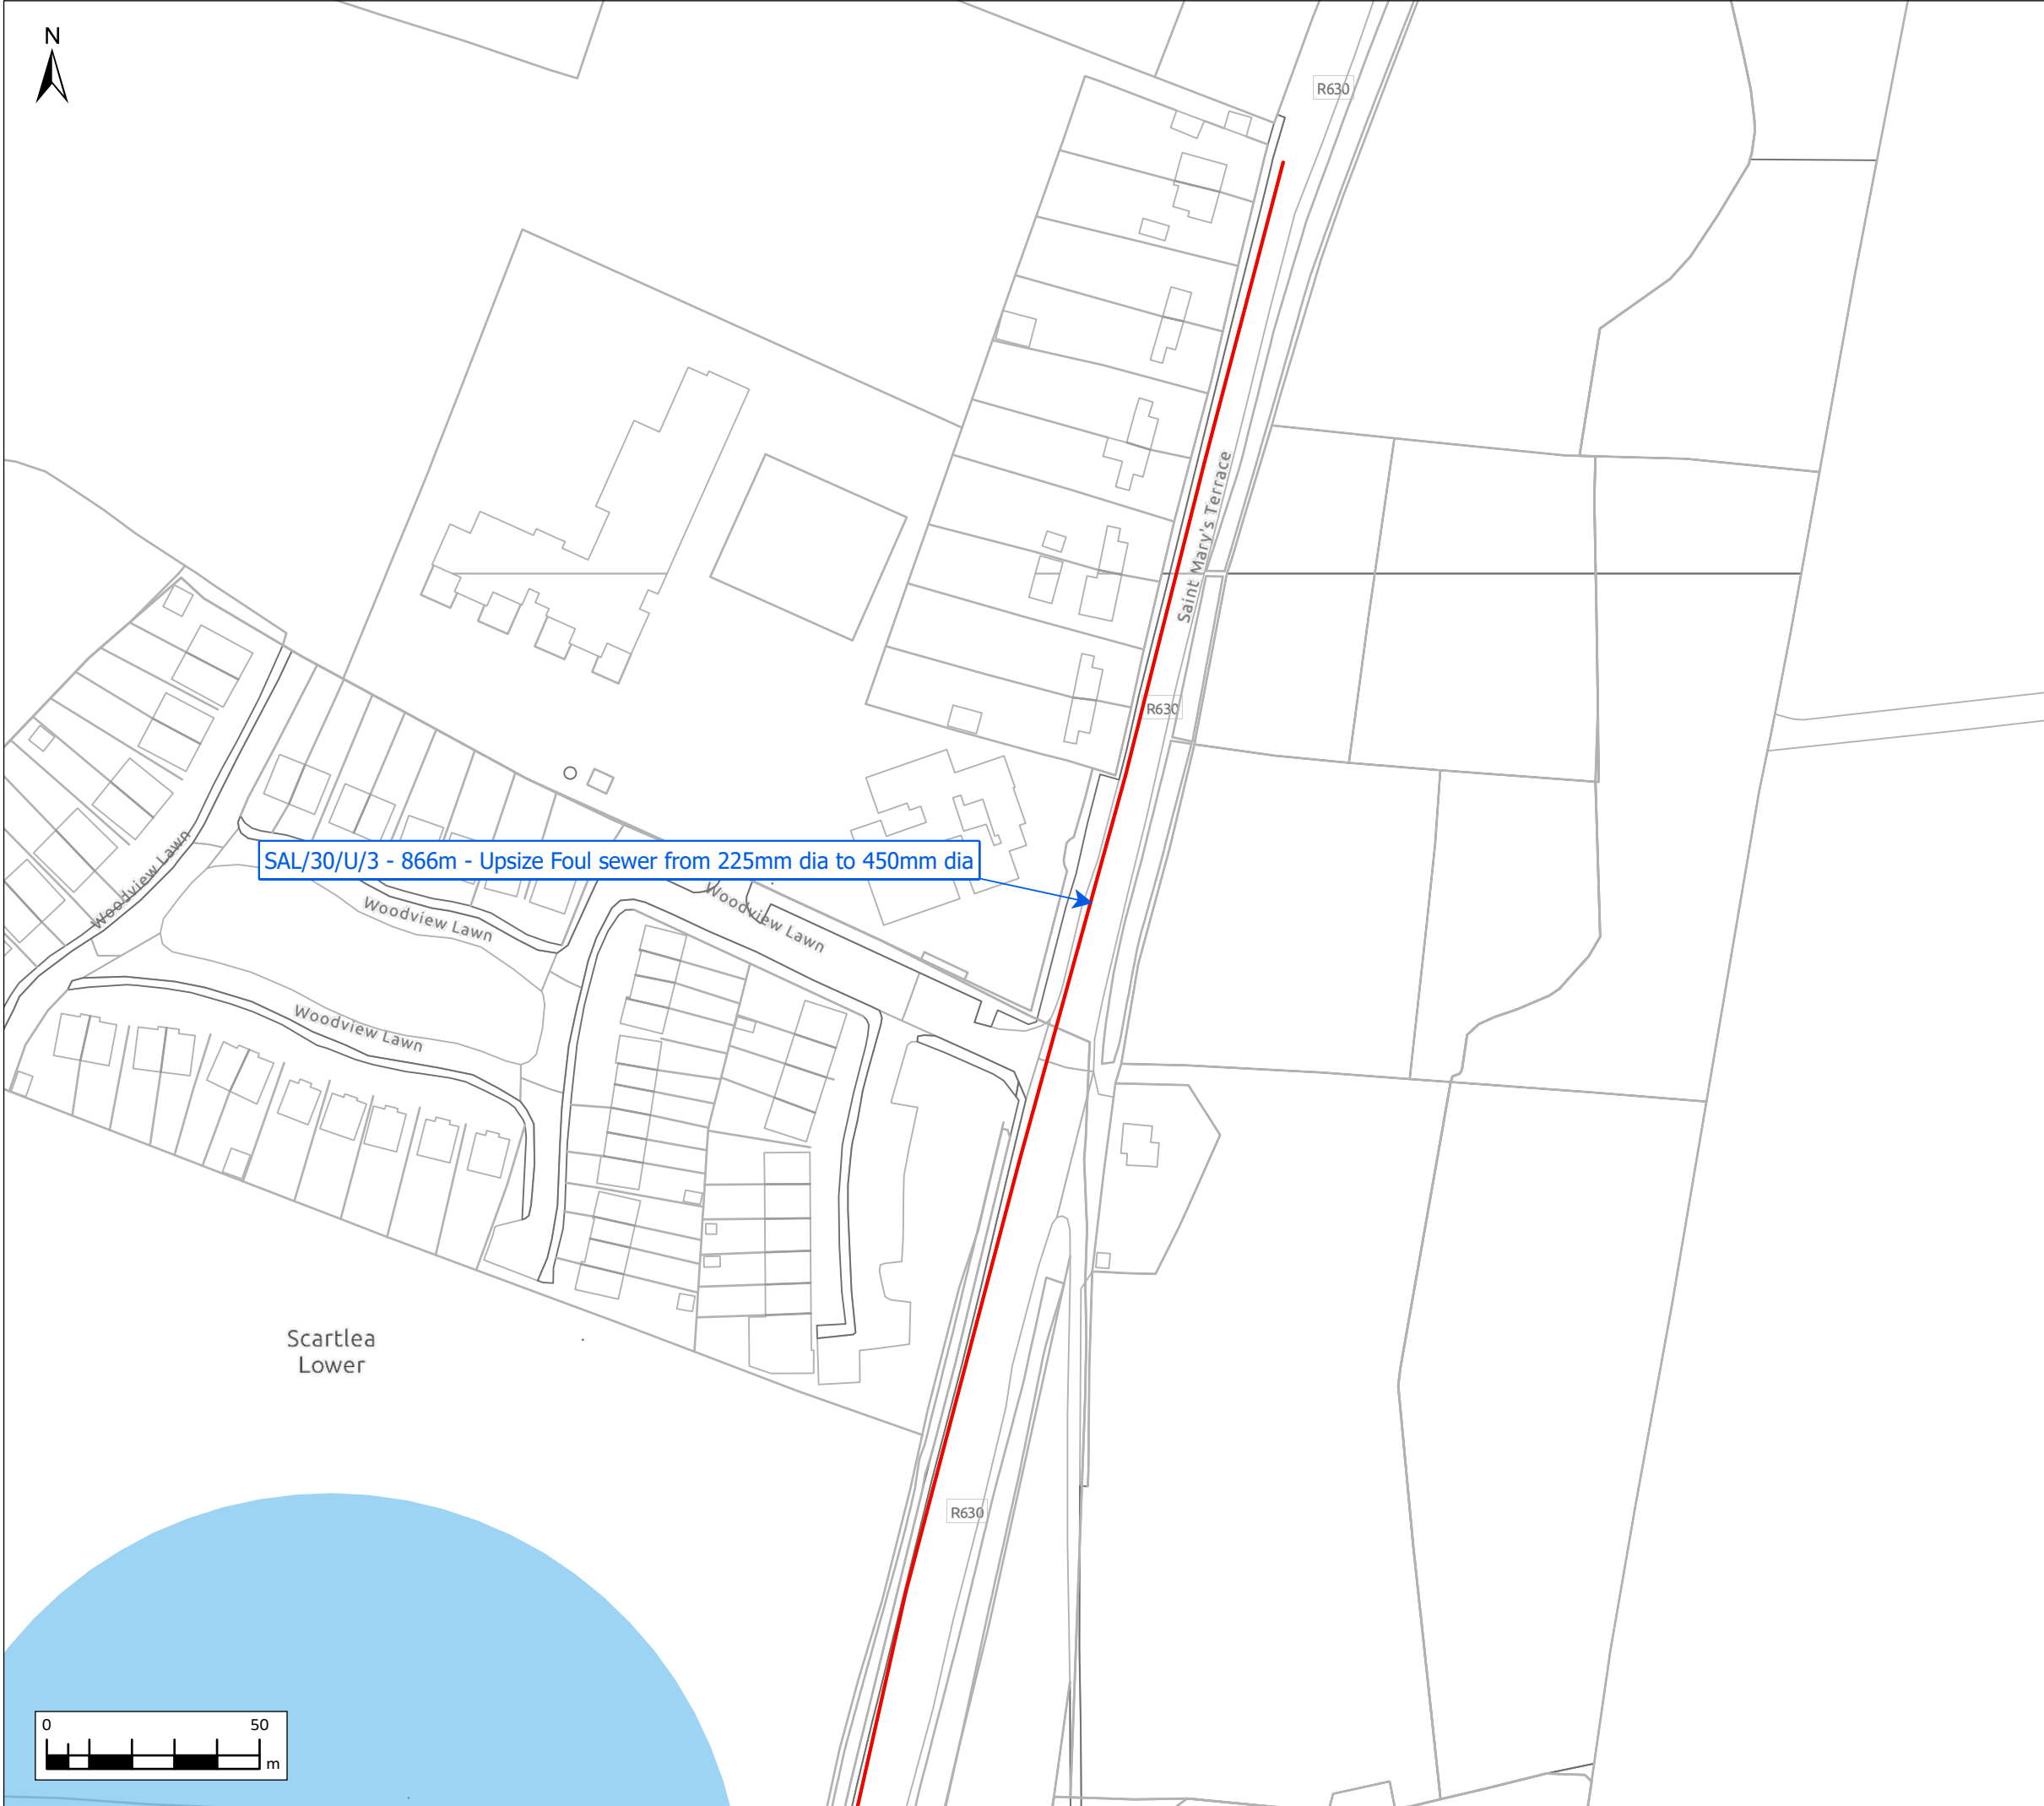 N
R630
Saint Mary's Terrace
R630
Woodview Lawn
SAL/30/U/3 - 866m - Upsize Foul sewer from 225mm dia to 450mm dia
Woodview Lawn
Woodview Lawn
Woodview Lawn
Scartlea
Lower
R630
0 50
m